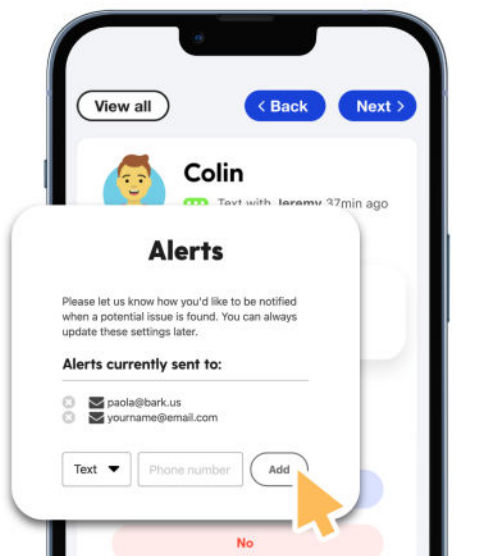 View all
< Back
Next >
Colin
Text with Jeremy 37min ago
Alerts
Please let us know how you'd like to be notified
when a potential issue is found. You can always
update these settings later.
Alerts currently sent to:
paola@bark.us
yourname@email.com
Text
Phone number
Add
No